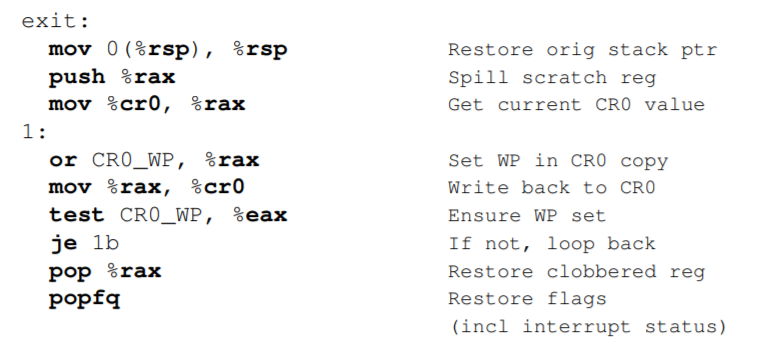 exit:
mov 0(%rsp), %rsp Restore orig stack ptr
push %rax Spill scratch reg
mov %cr0, %rax Get current CR0 value
1:
or CR0_WP, %rax Set WP in CR0 copy
mov %rax, %cr0 Write back to CR0
test CR0_WP, %eax Ensure WP set
je 1b If not, loop back
pop %rax Restore clobbered reg
popfq Restore flags
(incl interrupt status)